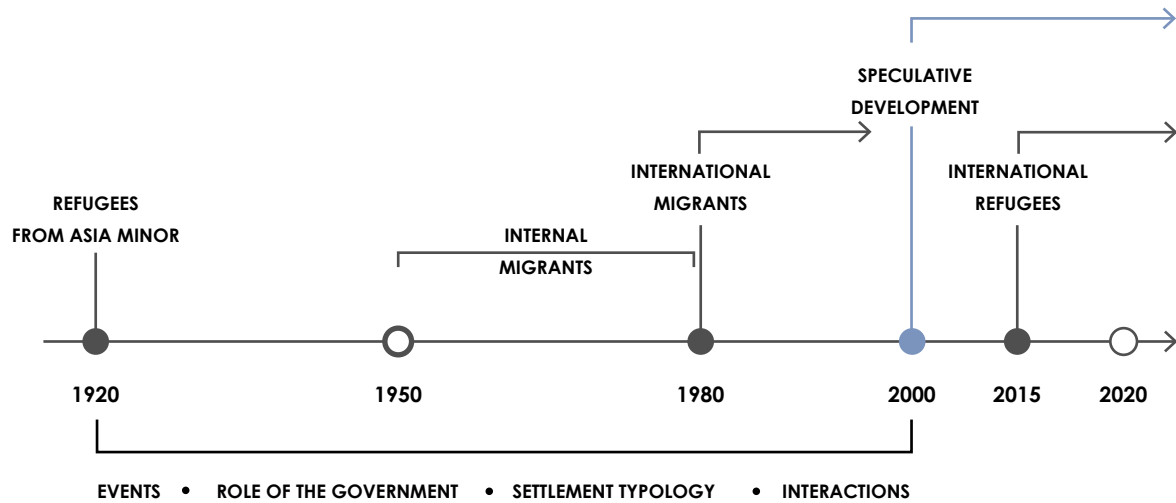 SPECULATIVE
DEVELOPMENT
INTERNATIONAL
MIGRANTS
INTERNATIONAL
REFUGEES
REFUGEES
FROM ASIA MINOR
INTERNAL
MIGRANTS
1920 1950 1980 2000 2015 2020
EVENTS • ROLE OF THE GOVERNMENT • SETTLEMENT TYPOLOGY • INTERACTIONS